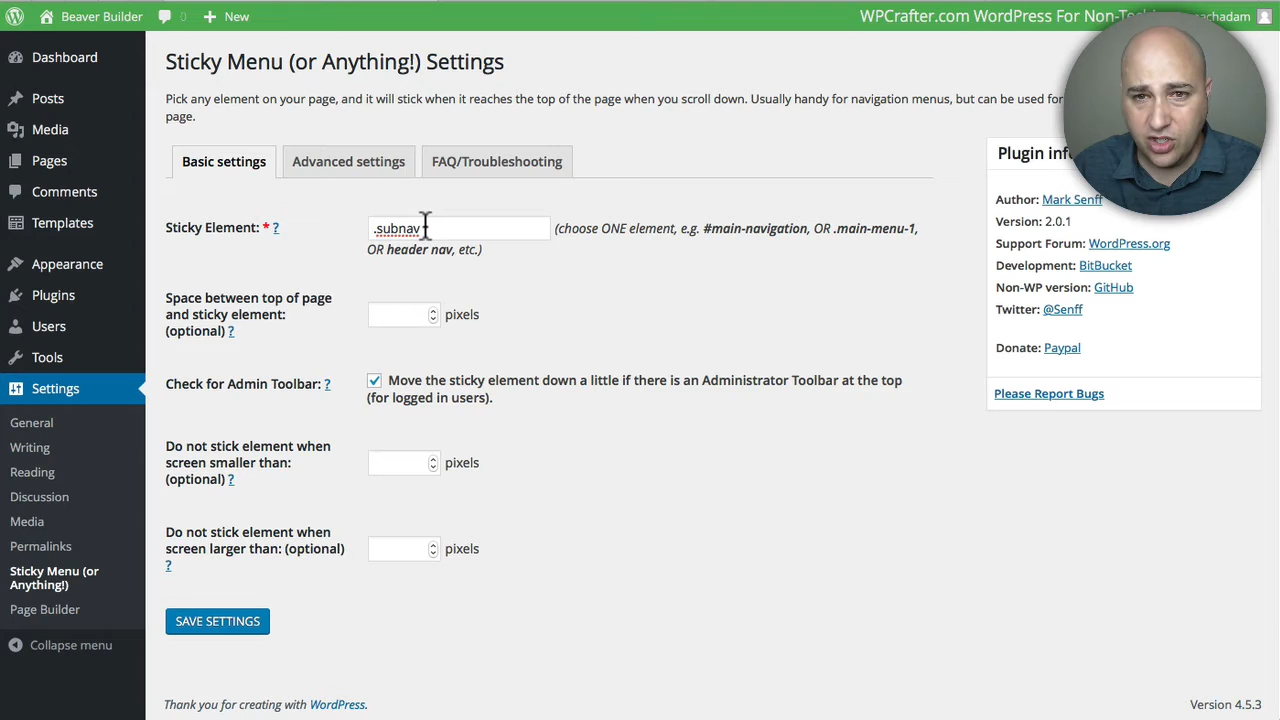 Beaver Builder
0
New
WPCrafter.com WordPress For Non-Te
achadam
Dashboard
Posts
Media
Pages
Comments
Templates
Appearance
Plugins
Users
Tools
Settings
General
Writing
Reading
Discussion
Media
Permalinks
Sticky Menu (or
Anything!)
Page Builder
Collapse menu
Sticky Menu (or Anything!) Settings
Pick any element on your page, and it will stick when it reaches the top of the page when you scroll down. Usually handy for navigation menus, but can be used for
page.
Basic settings
Advanced settings
FAQ/Troubleshooting
Sticky Element: * ?
.subnav
(choose ONE element, e.g. #main-navigation, OR .main-menu-1,
OR header nav, etc.)
Space between top of page
and sticky element:
(optional) ?
pixels
Check for Admin Toolbar: ?
Move the sticky element down a little if there is an Administrator Toolbar at the top
(for logged in users).
Do not stick element when
screen smaller than:
(optional) ?
pixels
Do not stick element when
screen larger than: (optional)
?
pixels
SAVE SETTINGS
Plugin inf
Author: Mark Senff
Version: 2.0.1
Support Forum: WordPress.org
Development: BitBucket
Non-WP version: GitHub
Twitter: @Senff
Donate: Paypal
Please Report Bugs
Thank you for creating with WordPress.
Version 4.5.3